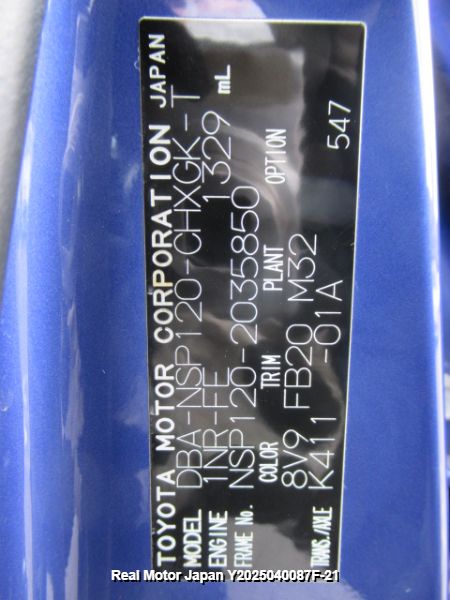 TOYOTA MOTOR CORPORATION JAPAN
MODEL DBA-NSP120-CHXGK-T
ENGINE 1NR-FE 1329 mL
FRAME No. NSP120-2035850
COLOR TRIM PLANT OPTION
8V9 FB20 M32
TRANS./AXLE K411 -01A 547
Real Motor Japan Y2025040087F-21